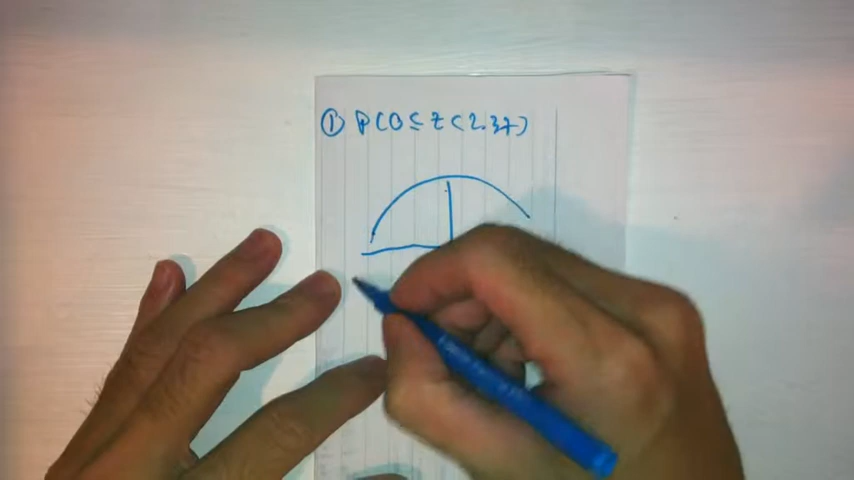 ① P(0 ≤ Z < 2.37)